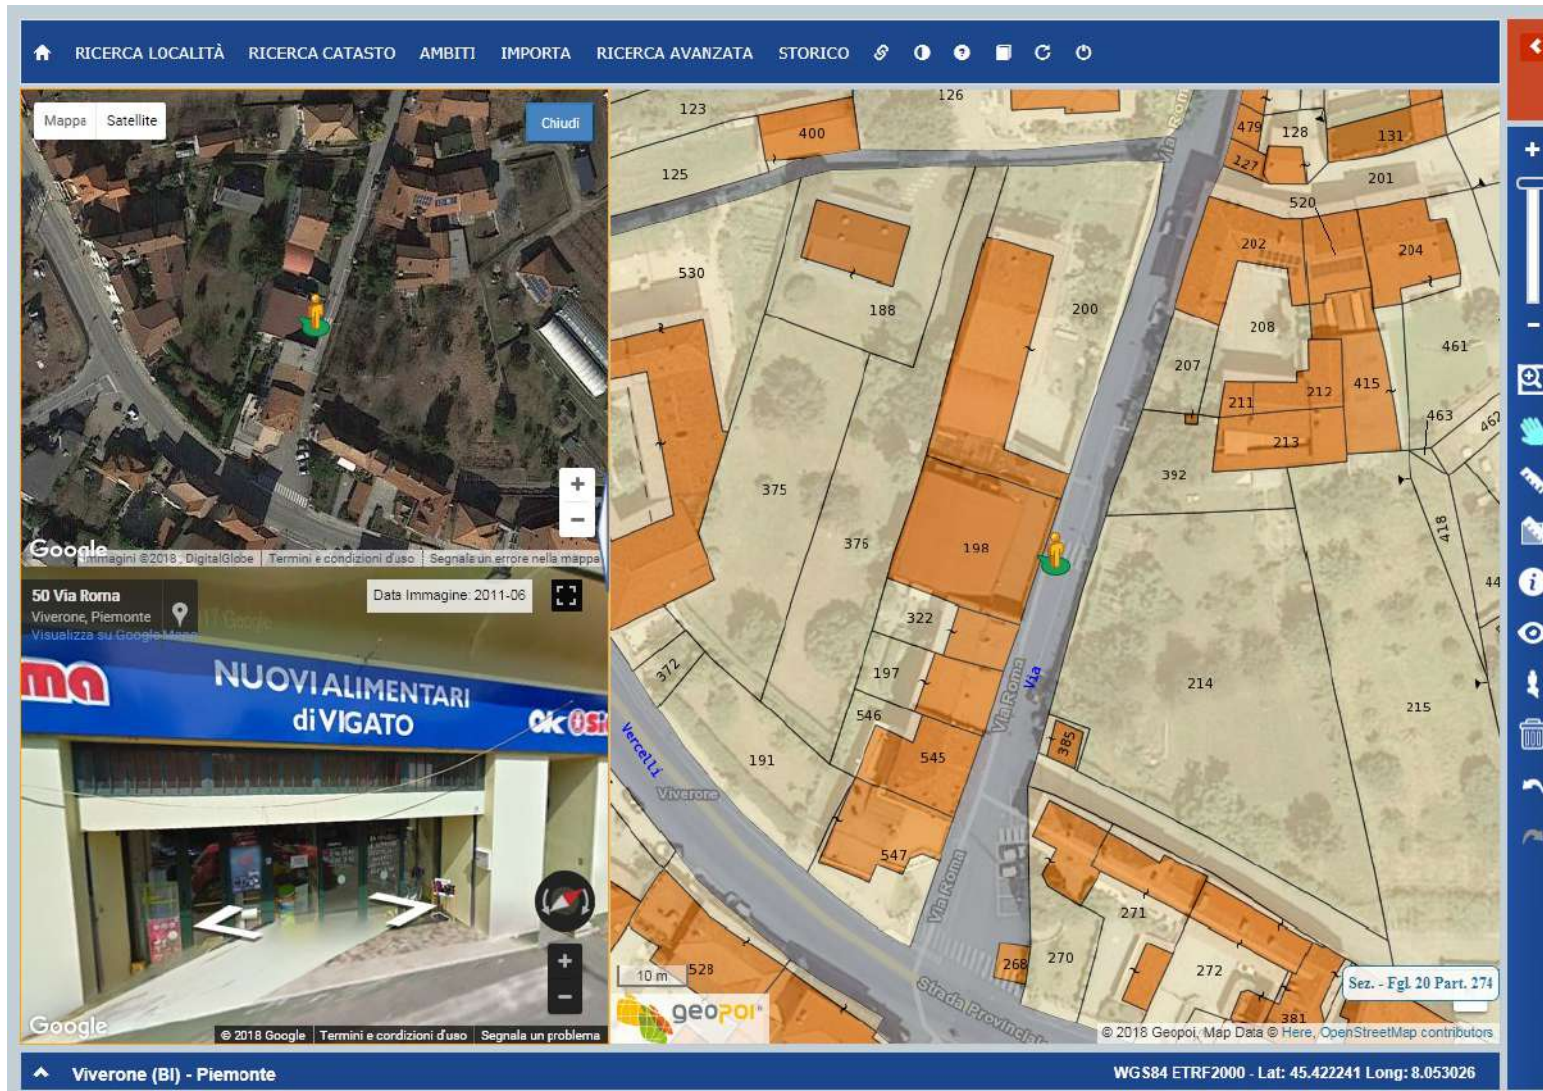 RICERCA LOCALITÀ RICERCA CATASTO AMBITI IMPORTA RICERCA AVANZATA STORICO
Mappa Satellite
Chiudi
+
−
Google
Immagini ©2018, DigitalGlobe Termini e condizioni d'uso Segnala un errore nella mappa
50 Via Roma
Viverone, Piemonte
Visualizza su Google Maps
Data Immagine: 2011-06
Google
NUOVI ALIMENTARI
di VIGATO
+
−
Google
© 2018 Google Termini e condizioni d'uso Segnala un problema
123
400
126
Via Roma
479
128
131
127
125
201
520
202
204
530
188
200
208
461
207
212
415
211
463
462
213
392
375
376
418
198
44
322
Via Roma
Via
372
197
214
215
546
Vercelli
191
545
385
Viverone
547
Via Roma
271
270
268
272
528
10 m
381
Strada Provinciale
Sez. - Fgl. 20 Part. 274
geopoi
© 2018 Geopoi, Map Data © Here, OpenStreetMap contributors
Viverone (BI) - Piemonte
WGS84 ETRF2000 - Lat: 45.422241 Long: 8.053026